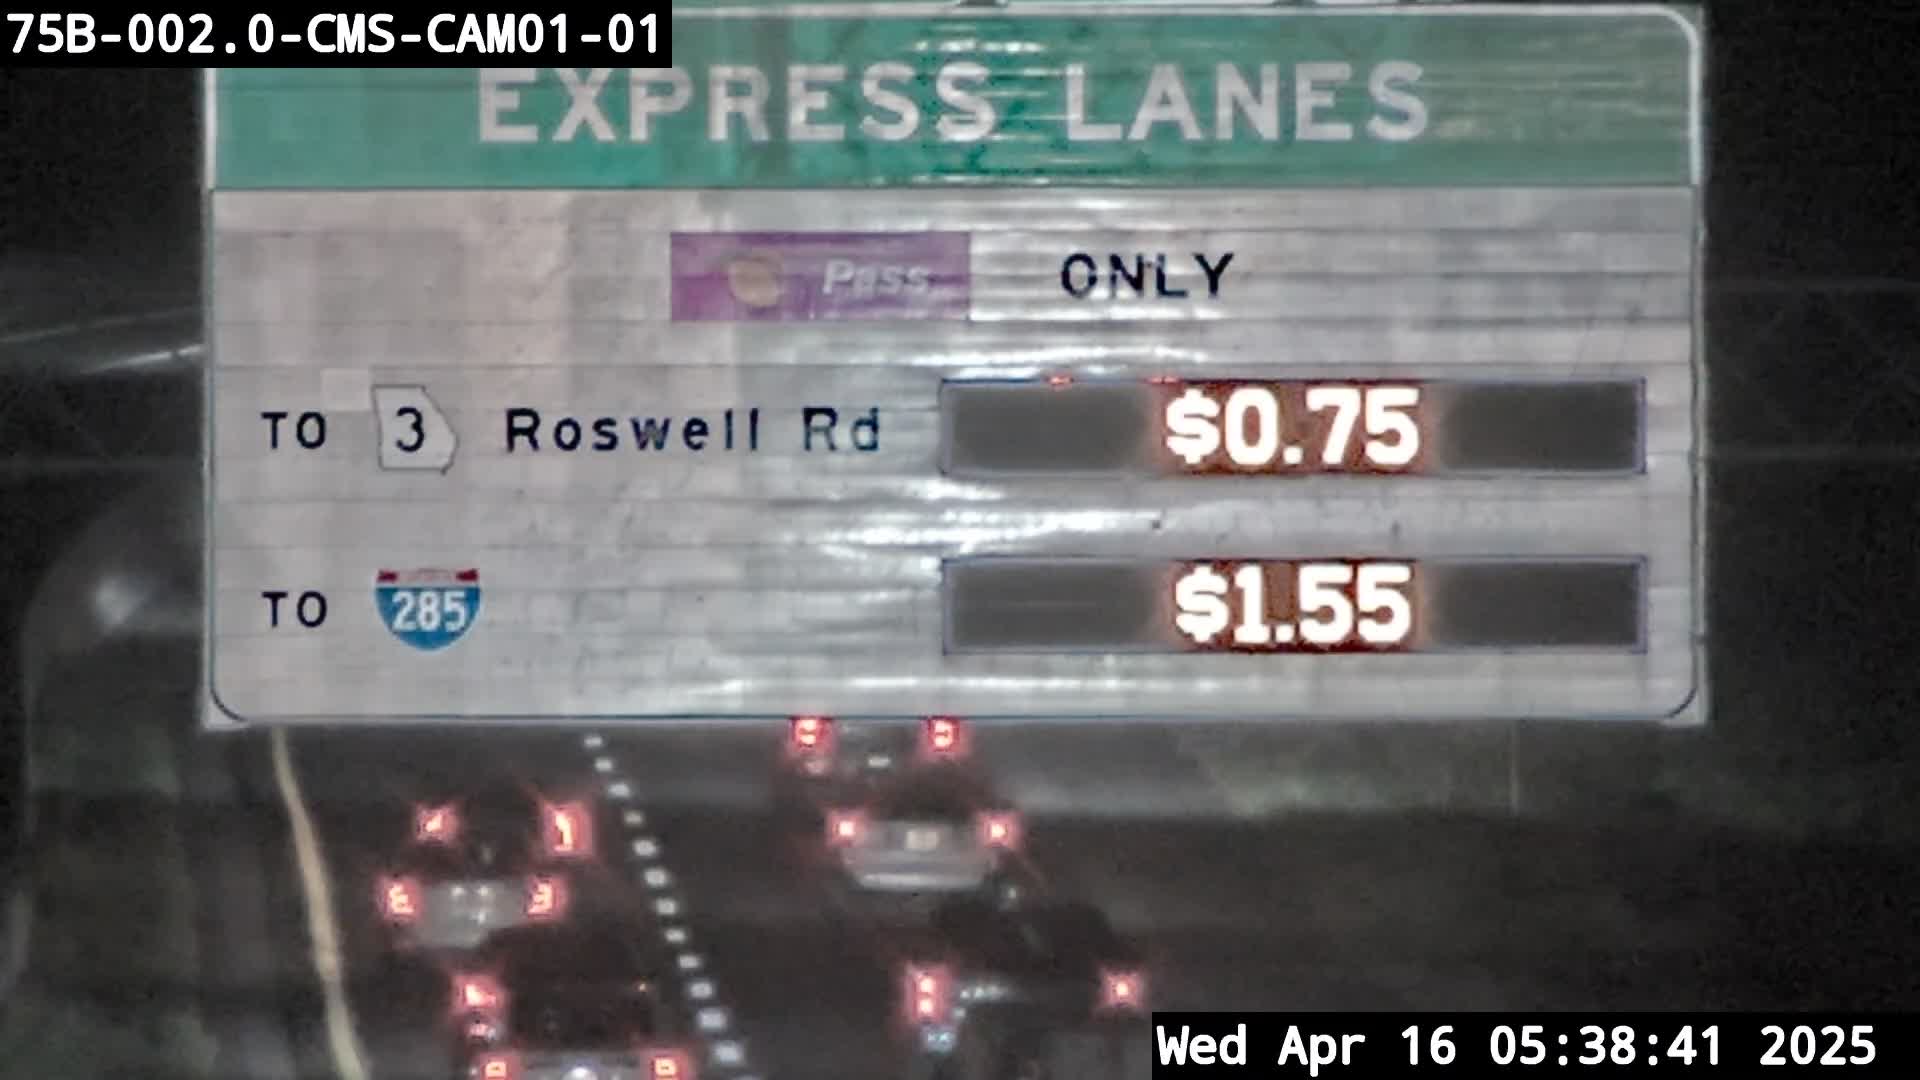 75B-002.0-CMS-CAM01-01
EXPRESS LANES
Pass ONLY
TO 3 Roswell Rd $0.75
TO 285 $1.55
Wed Apr 16 05:38:41 2025